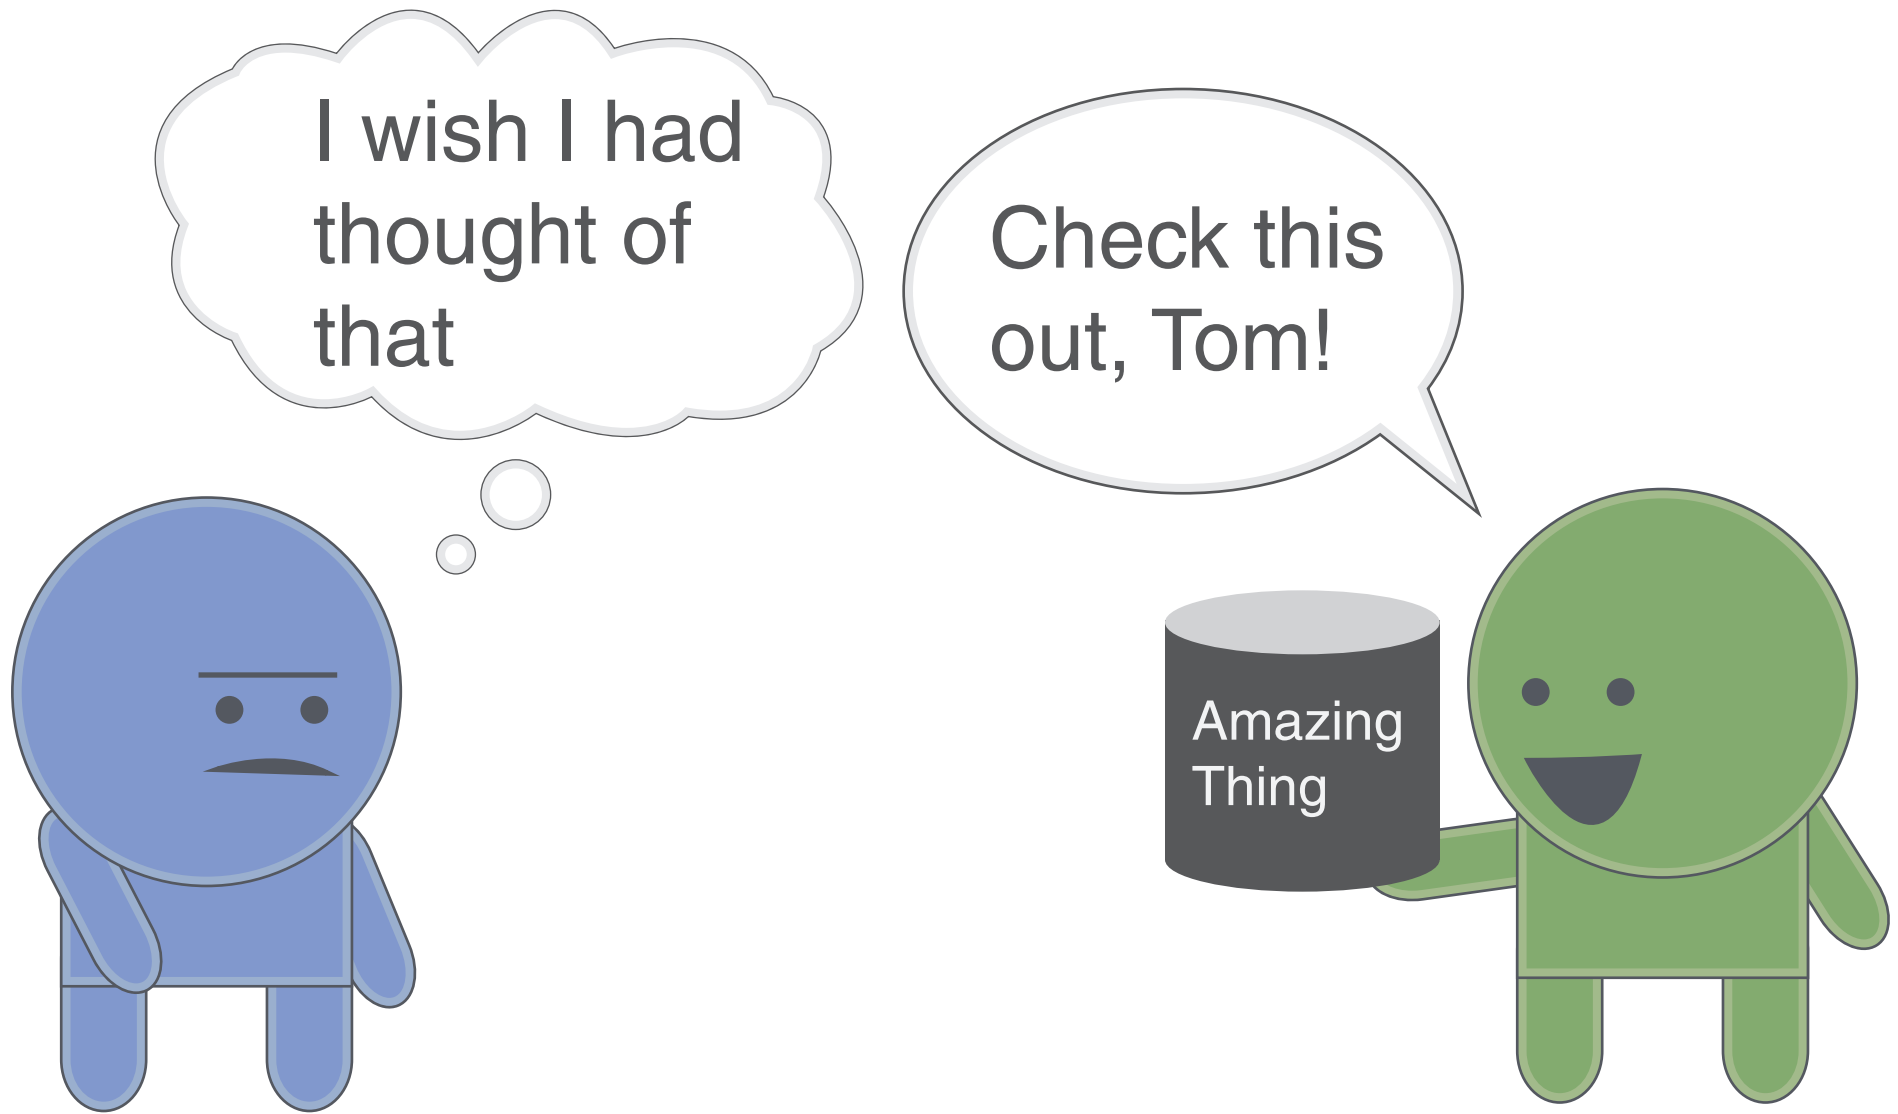 I wish I had
thought of
that
Check this
out, Tom!
Amazing
Thing